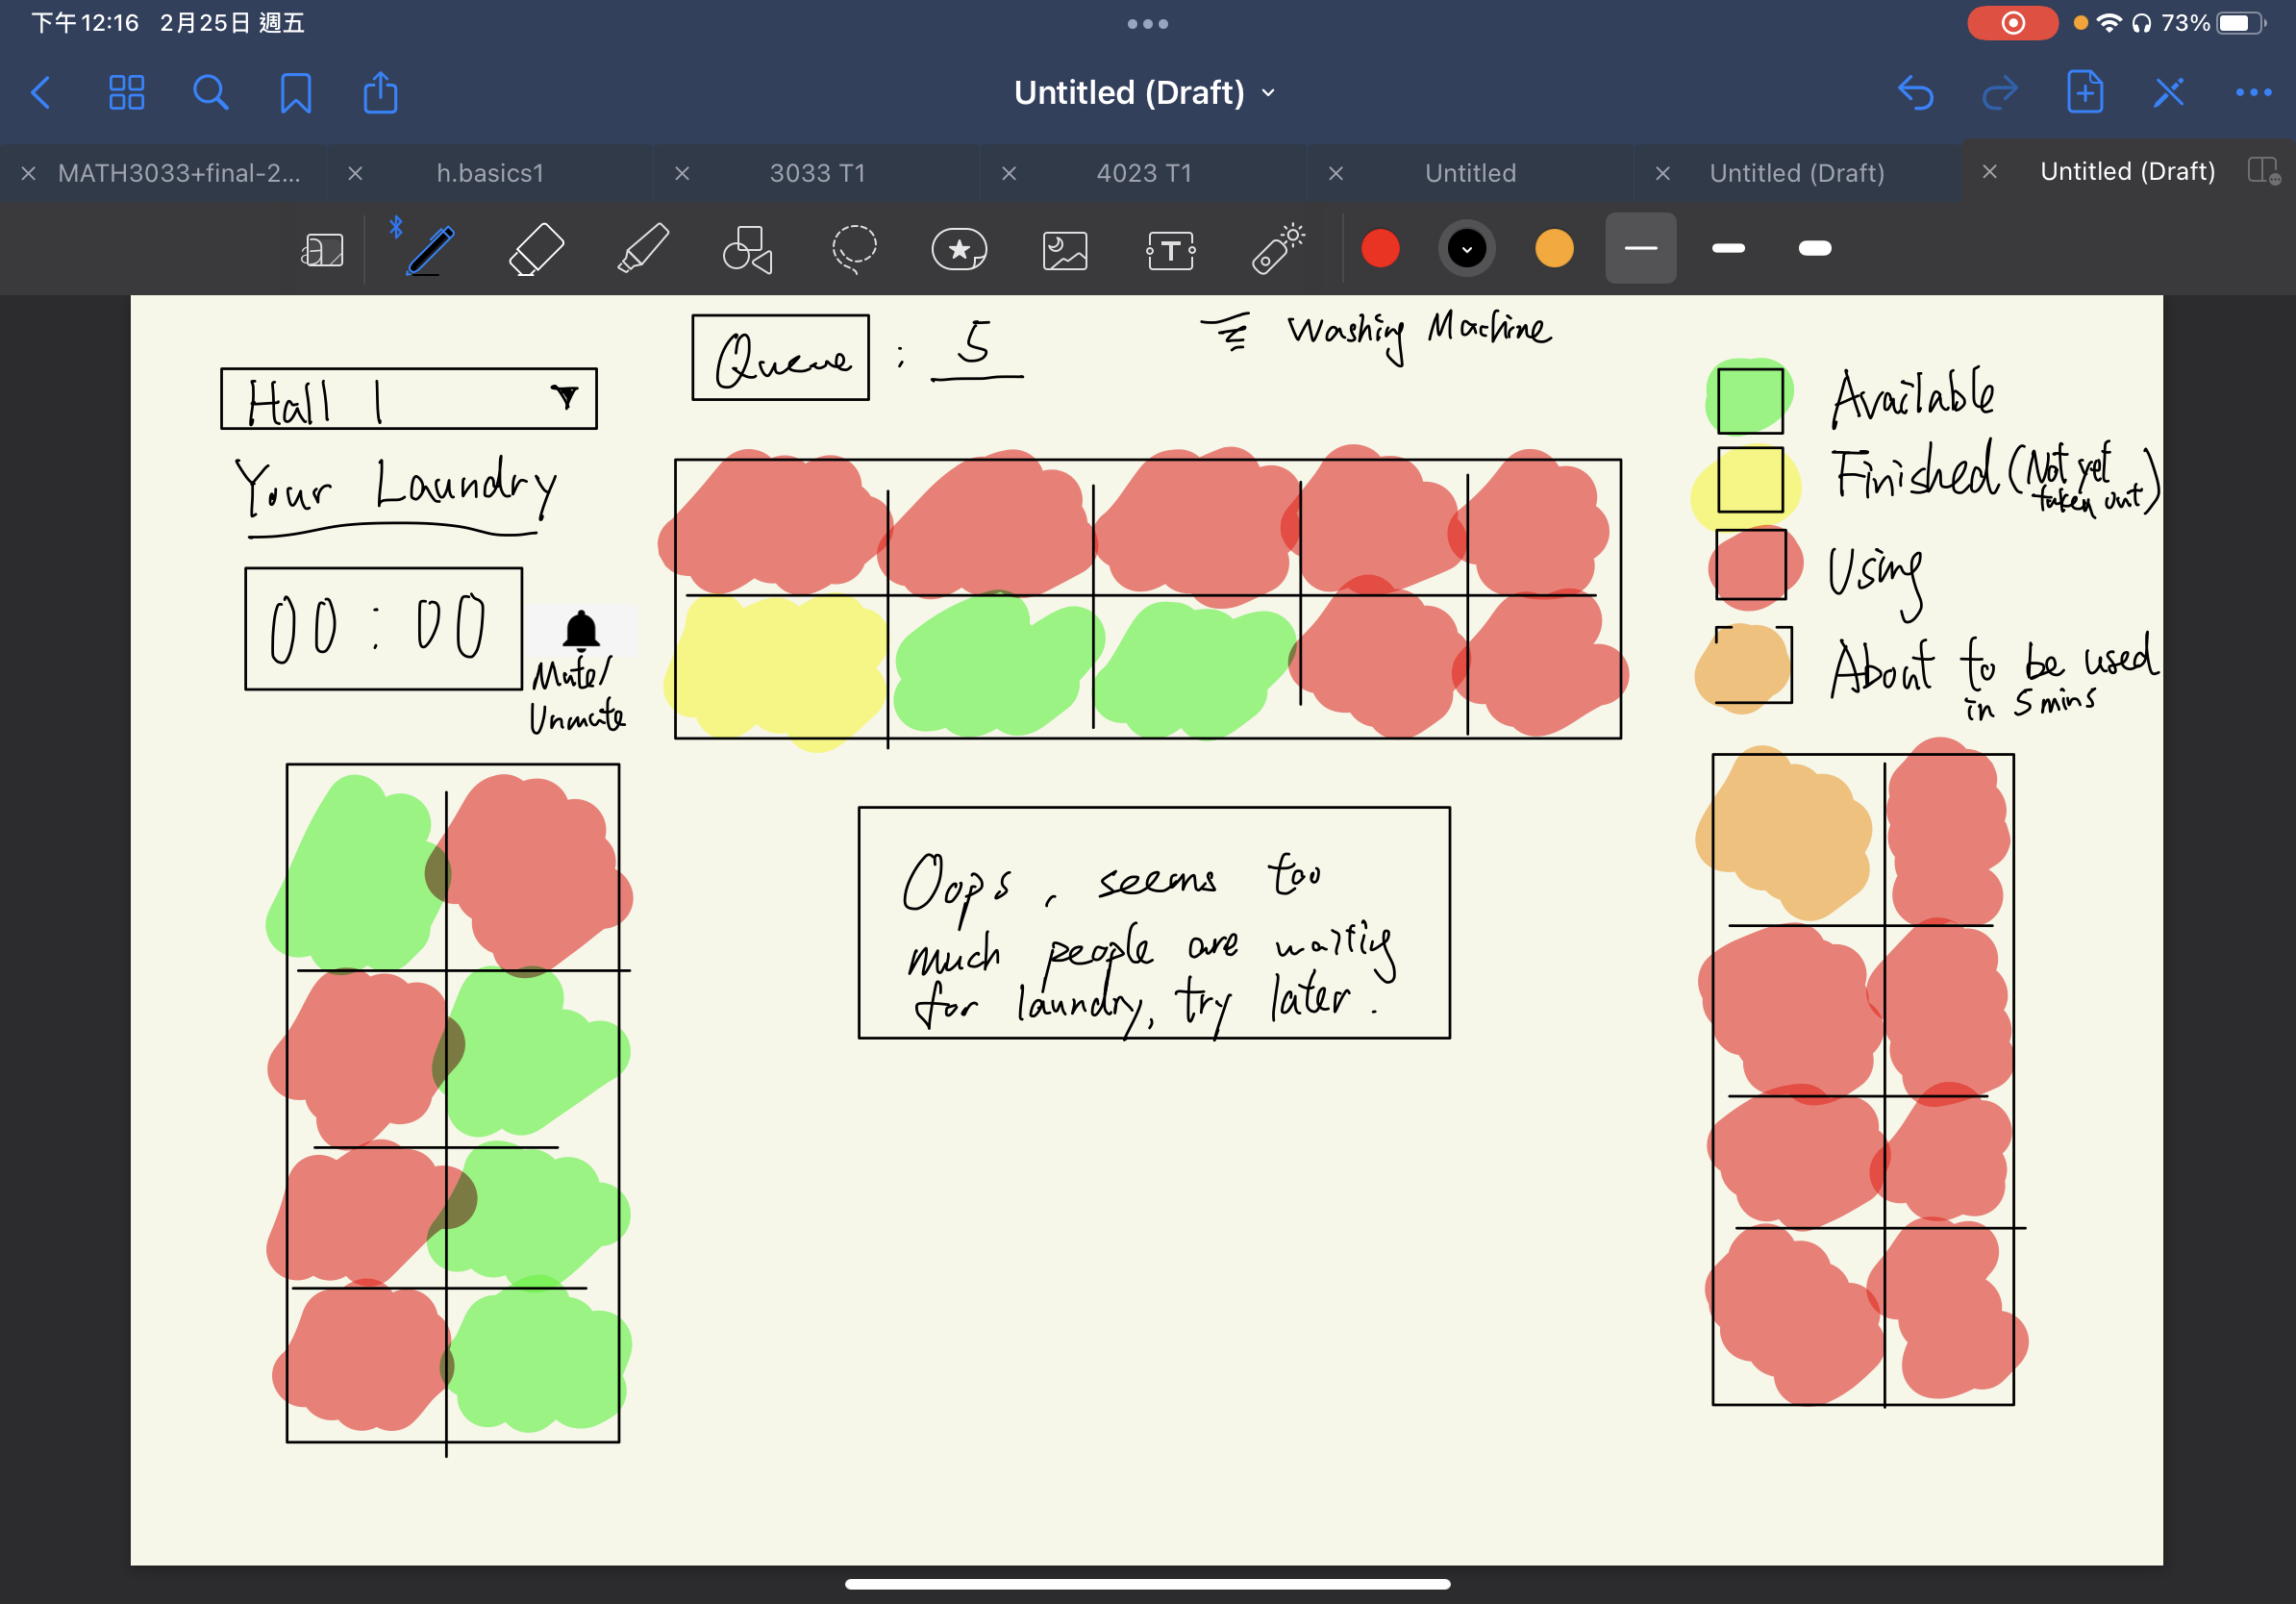 下午12:16 2月25日 週五
73%
Untitled (Draft)
MATH3033+final-2...
h.basics1
3033 T1
4023 T1
Untitled
Untitled (Draft)
Untitled (Draft)
Queue : 5
Washing Machine
Hall 1
Your Laundry
00 : 00
Mute/
Unmute
Available
Finished (Not yet
taken out)
Using
About to be used
in 5 mins
Oops, seems too
much people are waiting
for laundry, try later.